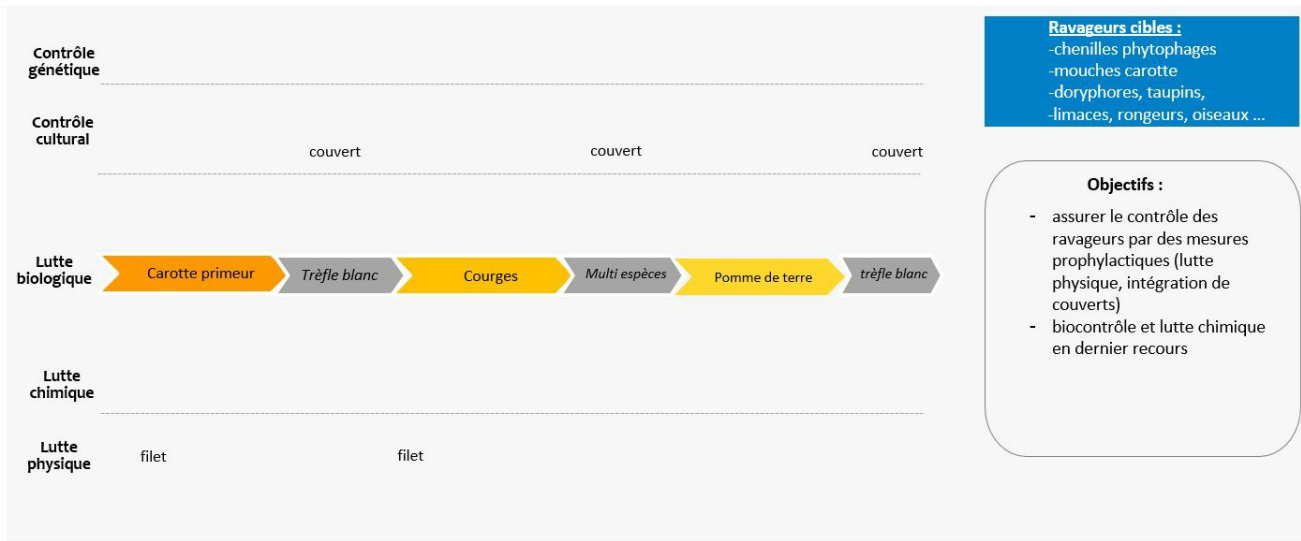 Contrôle
génétique
Contrôle
cultural
couvert
couvert
couvert
Lutte
biologique
Carotte primeur
Trèfle blanc
Courges
Multi espèces
Pomme de terre
trèfle blanc
Lutte
chimique
Lutte
physique
filet
filet
Ravageurs cibles :
-chenilles phytophages
-mouches carotte
-doryphores, taupins,
-limaces, rongeurs, oiseaux ...
Objectifs :
- assurer le contrôle des
ravageurs par des mesures
prophylactiques (lutte
physique, intégration de
couverts)
- biocontrôle et lutte chimique
en dernier recours